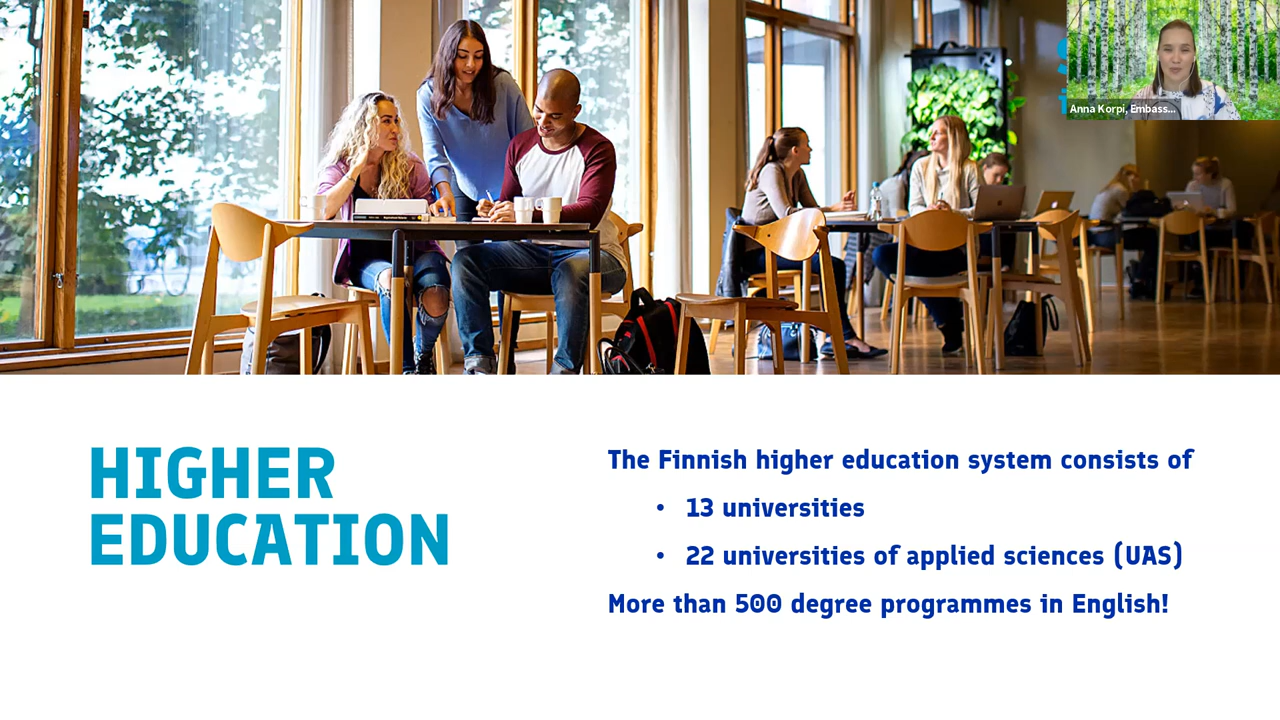 Anna Korpi, Embass...
HIGHER
EDUCATION
The Finnish higher education system consists of
• 13 universities
• 22 universities of applied sciences (UAS)
More than 500 degree programmes in English!